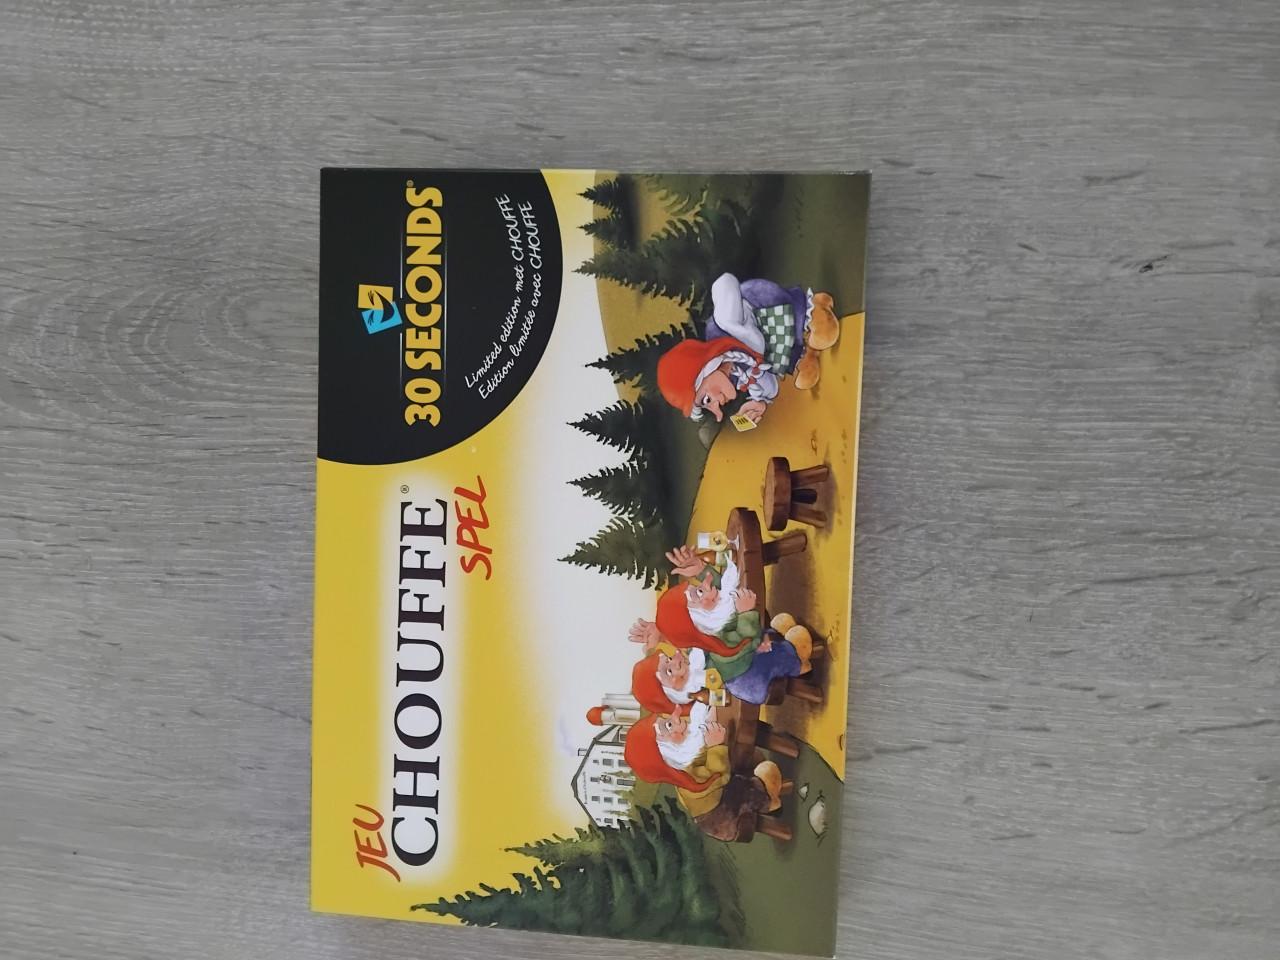 JEU
CHOUFFE®
SPEL
30 SECONDS®
Limited edition met CHOUFFE
Edition limitée avec CHOUFFE